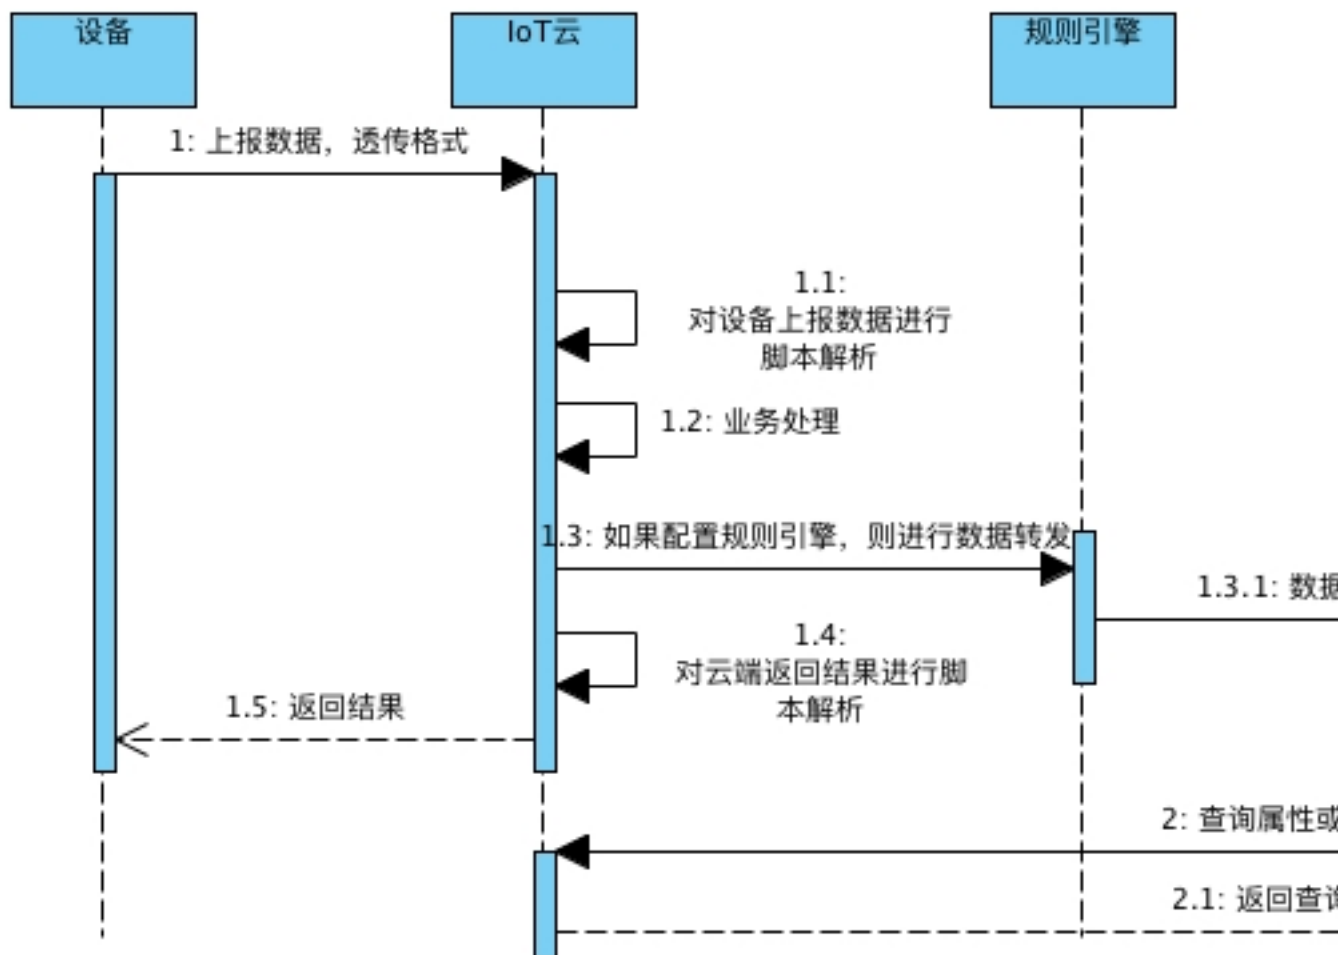 设备
IoT云
规则引擎
1: 上报数据，透传格式
1.1:
对设备上报数据进行
脚本解析
1.2: 业务处理
1.3: 如果配置规则引擎，则进行数据转发
1.3.1: 数据
1.4:
对云端返回结果进行脚
本解析
1.5: 返回结果
2: 查询属性或
2.1: 返回查询